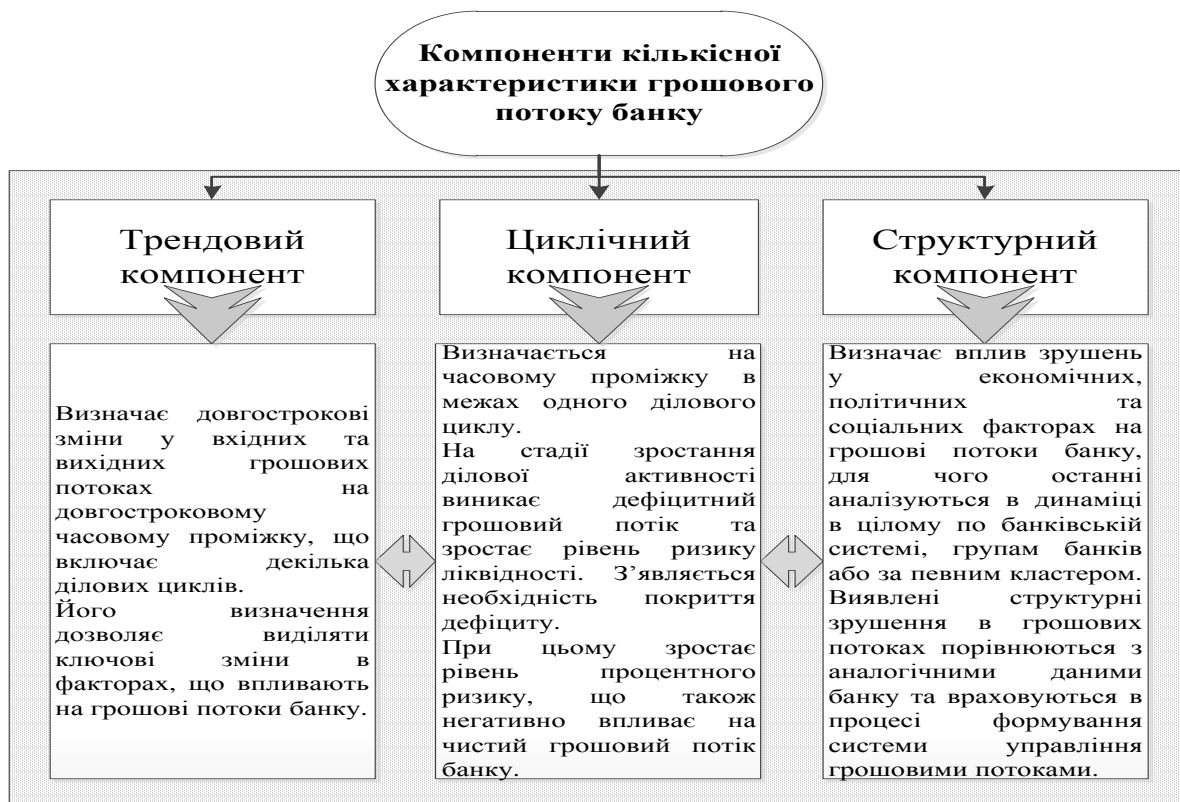 Компоненти кількісної
характеристики грошового
потоку банку
Трендовий
компонент
Циклічний
компонент
Структурний
компонент
Визначає довгострокові
зміни у вхідних та
вихідних грошових
потоках на
довгостроковому
часовому проміжку, що
включає декілька
ділових циклів.
Його визначення
дозволяє виділяти
ключові зміни в
факторах, що впливають
на грошові потоки банку.
Визначається на
часовому проміжку в
межах одного ділового
циклу.
На стадії зростання
ділової активності
виникає дефіцитний
грошовий потік та
зростає рівень ризику
ліквідності. З’являється
необхідність покриття
дефіциту.
При цьому зростає
рівень процентного
ризику, що також
негативно впливає на
чистий грошовий потік
банку.
Визначає вплив зрушень
у економічних,
політичних та
соціальних факторах на
грошові потоки банку,
для чого останні
аналізуються в динаміці
в цілому по банківській
системі, групам банків
або за певним кластером.
Виявлені структурні
зрушення в грошових
потоках порівнюються з
аналогічними даними
банку та враховуються в
процесі формування
системи управління
грошовими потоками.